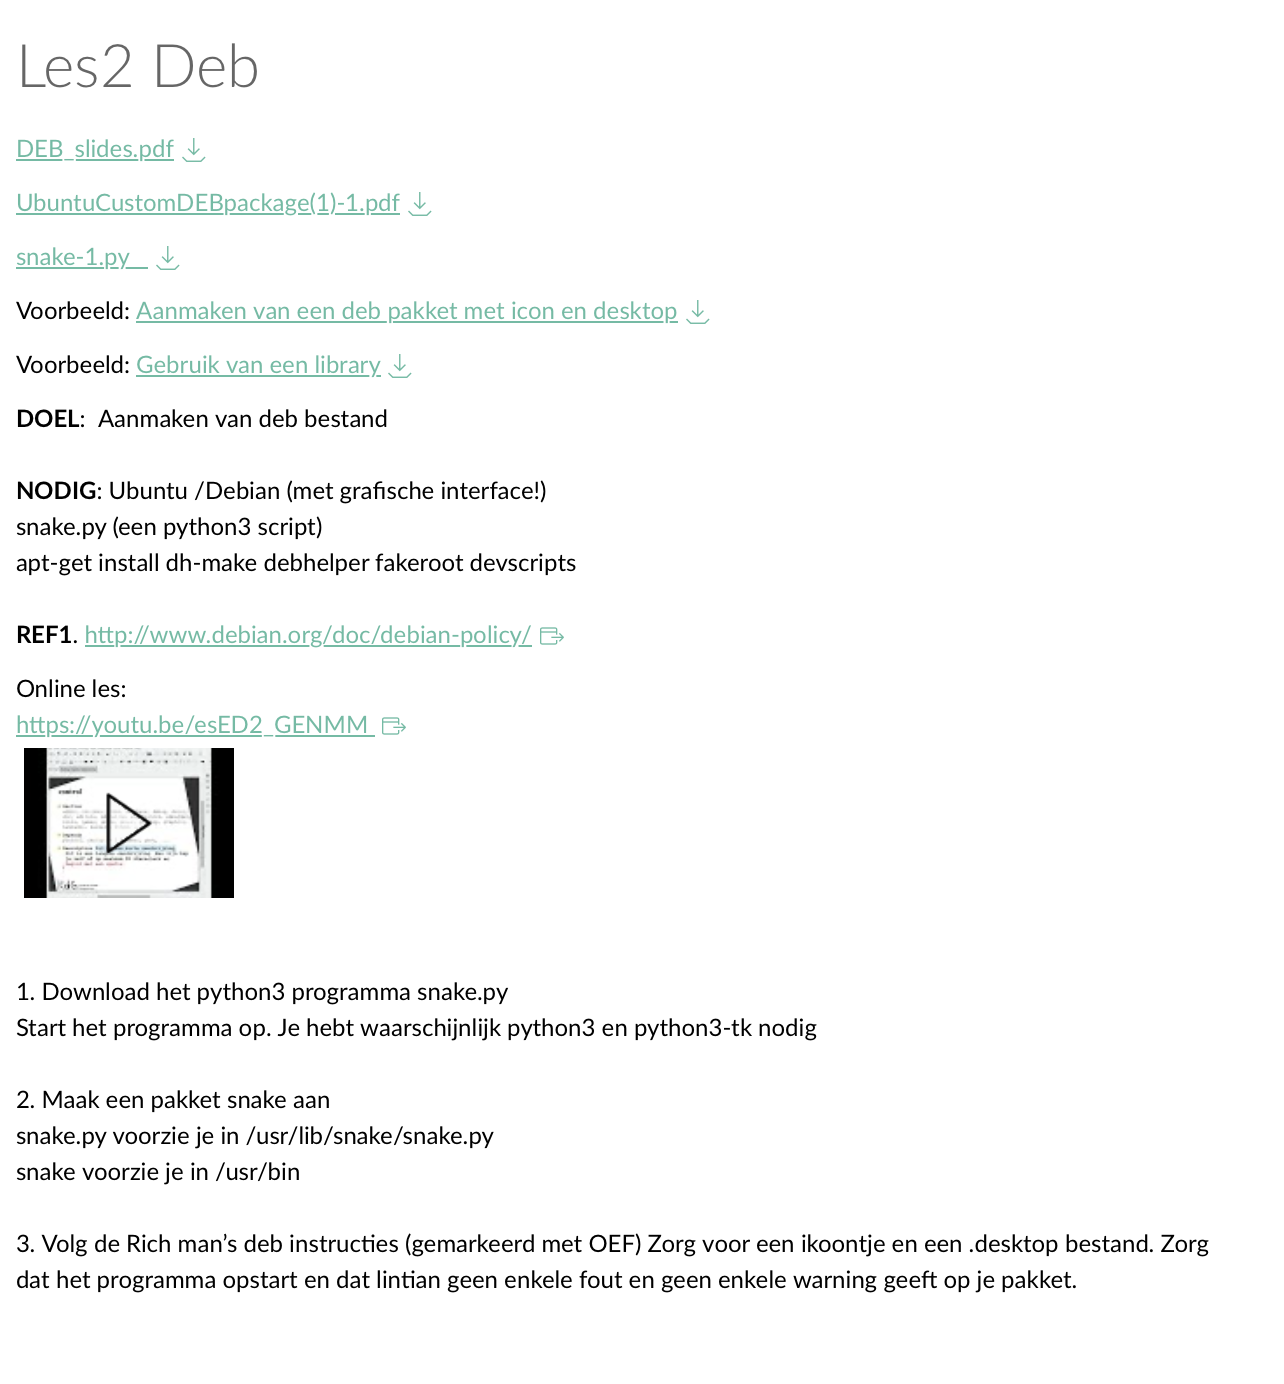 Les2 Deb
DEB_slides.pdf
UbuntuCustomDEBpackage(1)-1.pdf
snake-1.py
Voorbeeld: Aanmaken van een deb pakket met icon en desktop
Voorbeeld: Gebruik van een library
DOEL:  Aanmaken van deb bestand
NODIG: Ubuntu /Debian (met grafische interface!)
snake.py (een python3 script)
apt-get install dh-make debhelper fakeroot devscripts
REF1. http://www.debian.org/doc/debian-policy/
Online les:
https://youtu.be/esED2_GENMM
control
1. Download het python3 programma snake.py
Start het programma op. Je hebt waarschijnlijk python3 en python3-tk nodig
2. Maak een pakket snake aan
snake.py voorzie je in /usr/lib/snake/snake.py
snake voorzie je in /usr/bin
3. Volg de Rich man’s deb instructies (gemarkeerd met OEF) Zorg voor een ikoontje en een .desktop bestand. Zorg
dat het programma opstart en dat lintian geen enkele fout en geen enkele warning geeft op je pakket.